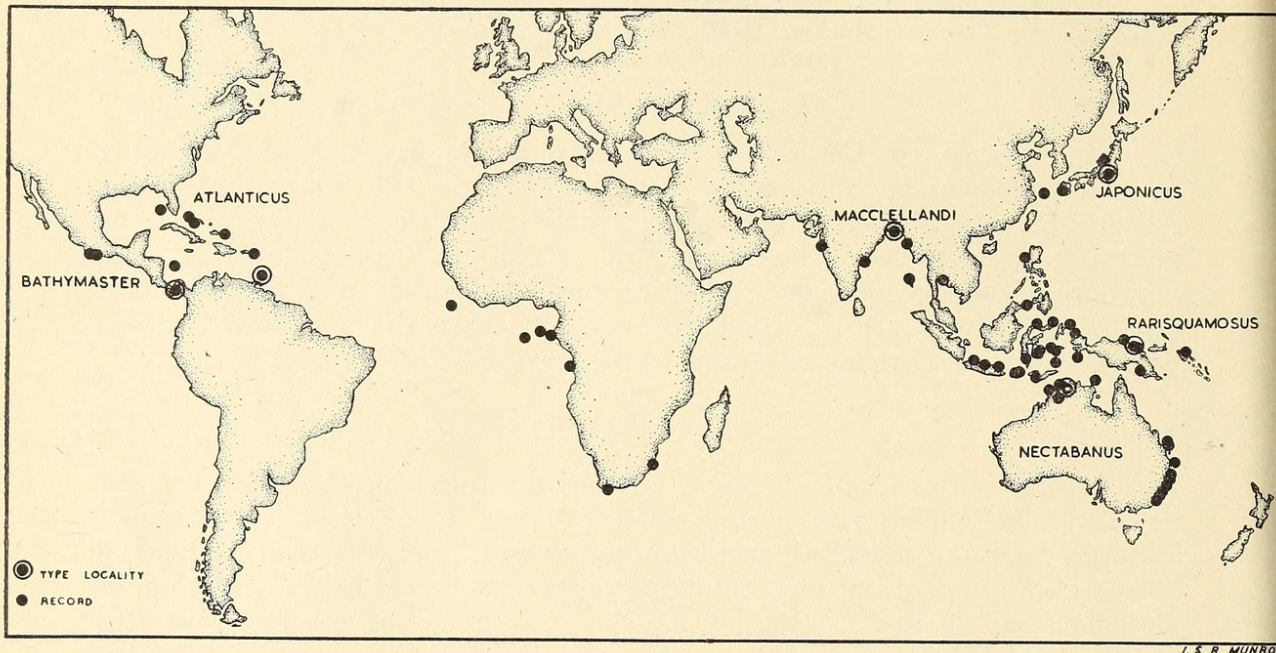 ATLANTICUS
JAPONICUS
MACCLELLANDI
BATHYMASTER
RARISQUAMOSUS
NECTABANUS
TYPE LOCALITY
RECORD
I. S. R. MUNRO